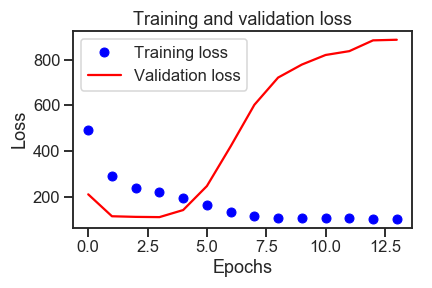 Training and validation loss
Training loss
Validation loss
800
600
400
200
Loss
0.0 2.5 5.0 7.5 10.0 12.5
Epochs